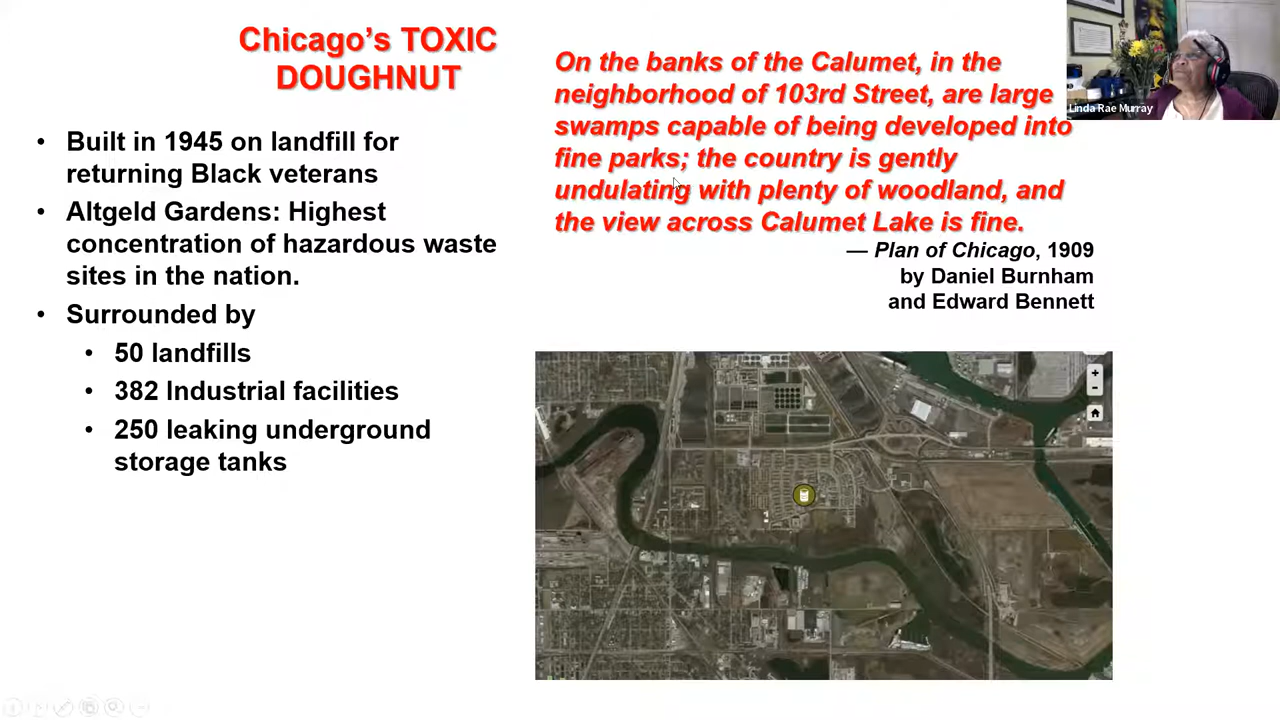 Chicago’s TOXIC
DOUGHNUT
• Built in 1945 on landfill for
returning Black veterans
• Altgeld Gardens: Highest
concentration of hazardous waste
sites in the nation.
• Surrounded by
• 50 landfills
• 382 Industrial facilities
• 250 leaking underground
storage tanks
On the banks of the Calumet, in the
neighborhood of 103rd Street, are large
swamps capable of being developed into
fine parks; the country is gently
undulating with plenty of woodland, and
the view across Calumet Lake is fine.
— Plan of Chicago, 1909
by Daniel Burnham
and Edward Bennett
Linda Rae Murray